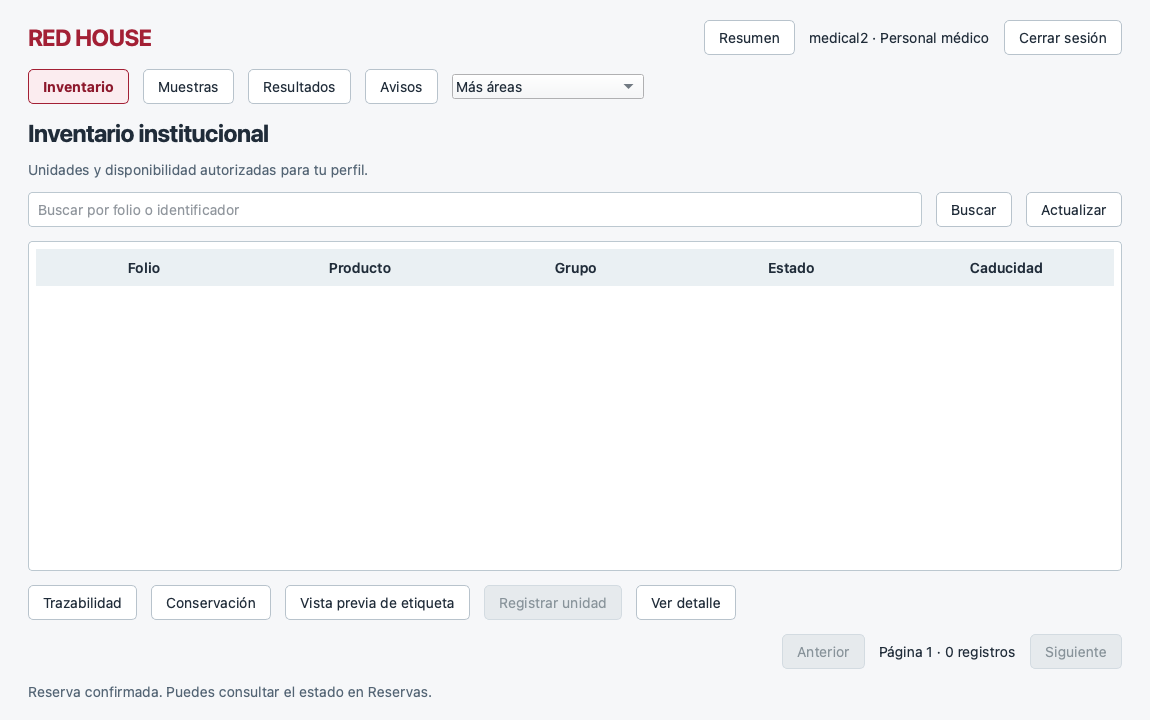 RED HOUSE
Resumen
medical2 · Personal médico
Cerrar sesión
Inventario
Muestras
Resultados
Avisos
Más áreas
Inventario institucional
Unidades y disponibilidad autorizadas para tu perfil.
Buscar por folio o identificador
Buscar
Actualizar
Folio
Producto
Grupo
Estado
Caducidad
Trazabilidad
Conservación
Vista previa de etiqueta
Registrar unidad
Ver detalle
Anterior
Página 1 · 0 registros
Siguiente
Reserva confirmada. Puedes consultar el estado en Reservas.